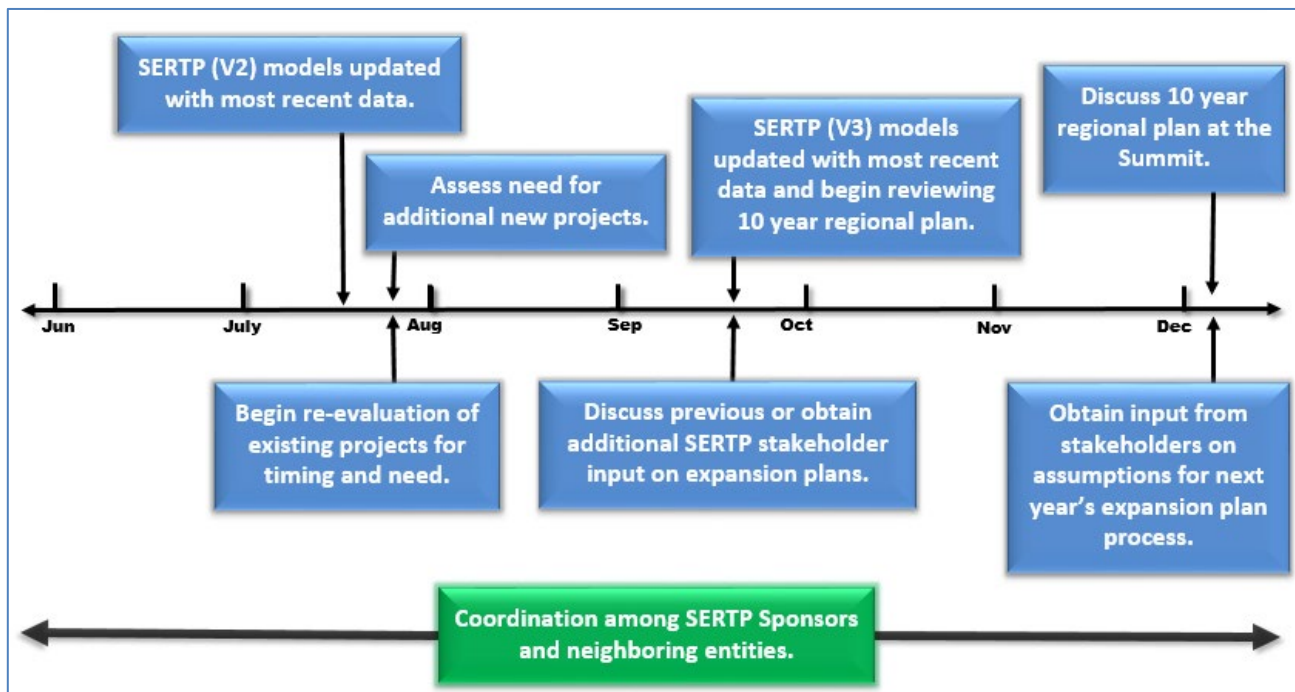 SERTP (V2) models updated
with most recent data.
Assess need for
additional new projects.
SERTP (V3) models
updated with most recent
data and begin reviewing
10 year regional plan.
Discuss 10 year
regional plan at the
Summit.
Jun
July
Aug
Sep
Oct
Nov
Dec
Begin re-evaluation of
existing projects for
timing and need.
Discuss previous or obtain
additional SERTP stakeholder
input on expansion plans.
Obtain input from
stakeholders on
assumptions for next
year’s expansion plan
process.
Coordination among SERTP Sponsors
and neighboring entities.